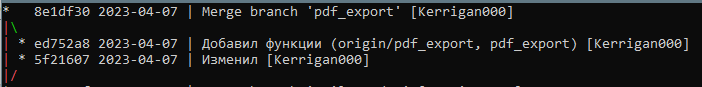 * 8e1df30 2023-04-07 | Merge branch 'pdf_export' [Kerrigan000]
|\
| * ed752a8 2023-04-07 | Добавил функции (origin/pdf_export, pdf_export) [Kerrigan000]
| * 5f21607 2023-04-07 | Изменил [Kerrigan000]
|/